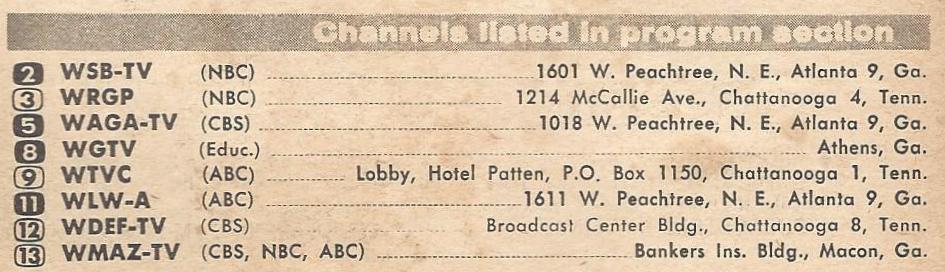 Channels listed in program section
2 WSB-TV (NBC) 1601 W. Peachtree, N. E., Atlanta 9, Ga.
3 WRGP (NBC) 1214 McCallie Ave., Chattanooga 4, Tenn.
5 WAGA-TV (CBS) 1018 W. Peachtree, N. E., Atlanta 9, Ga.
8 WGTV (Educ.) Athens, Ga.
9 WTVC (ABC) Lobby, Hotel Patten, P.O. Box 1150, Chattanooga 1, Tenn.
11 WLW-A (ABC) 1611 W. Peachtree, N. E., Atlanta 9, Ga.
12 WDEF-TV (CBS) Broadcast Center Bldg., Chattanooga 8, Tenn.
13 WMAZ-TV (CBS, NBC, ABC) Bankers Ins. Bldg., Macon, Ga.